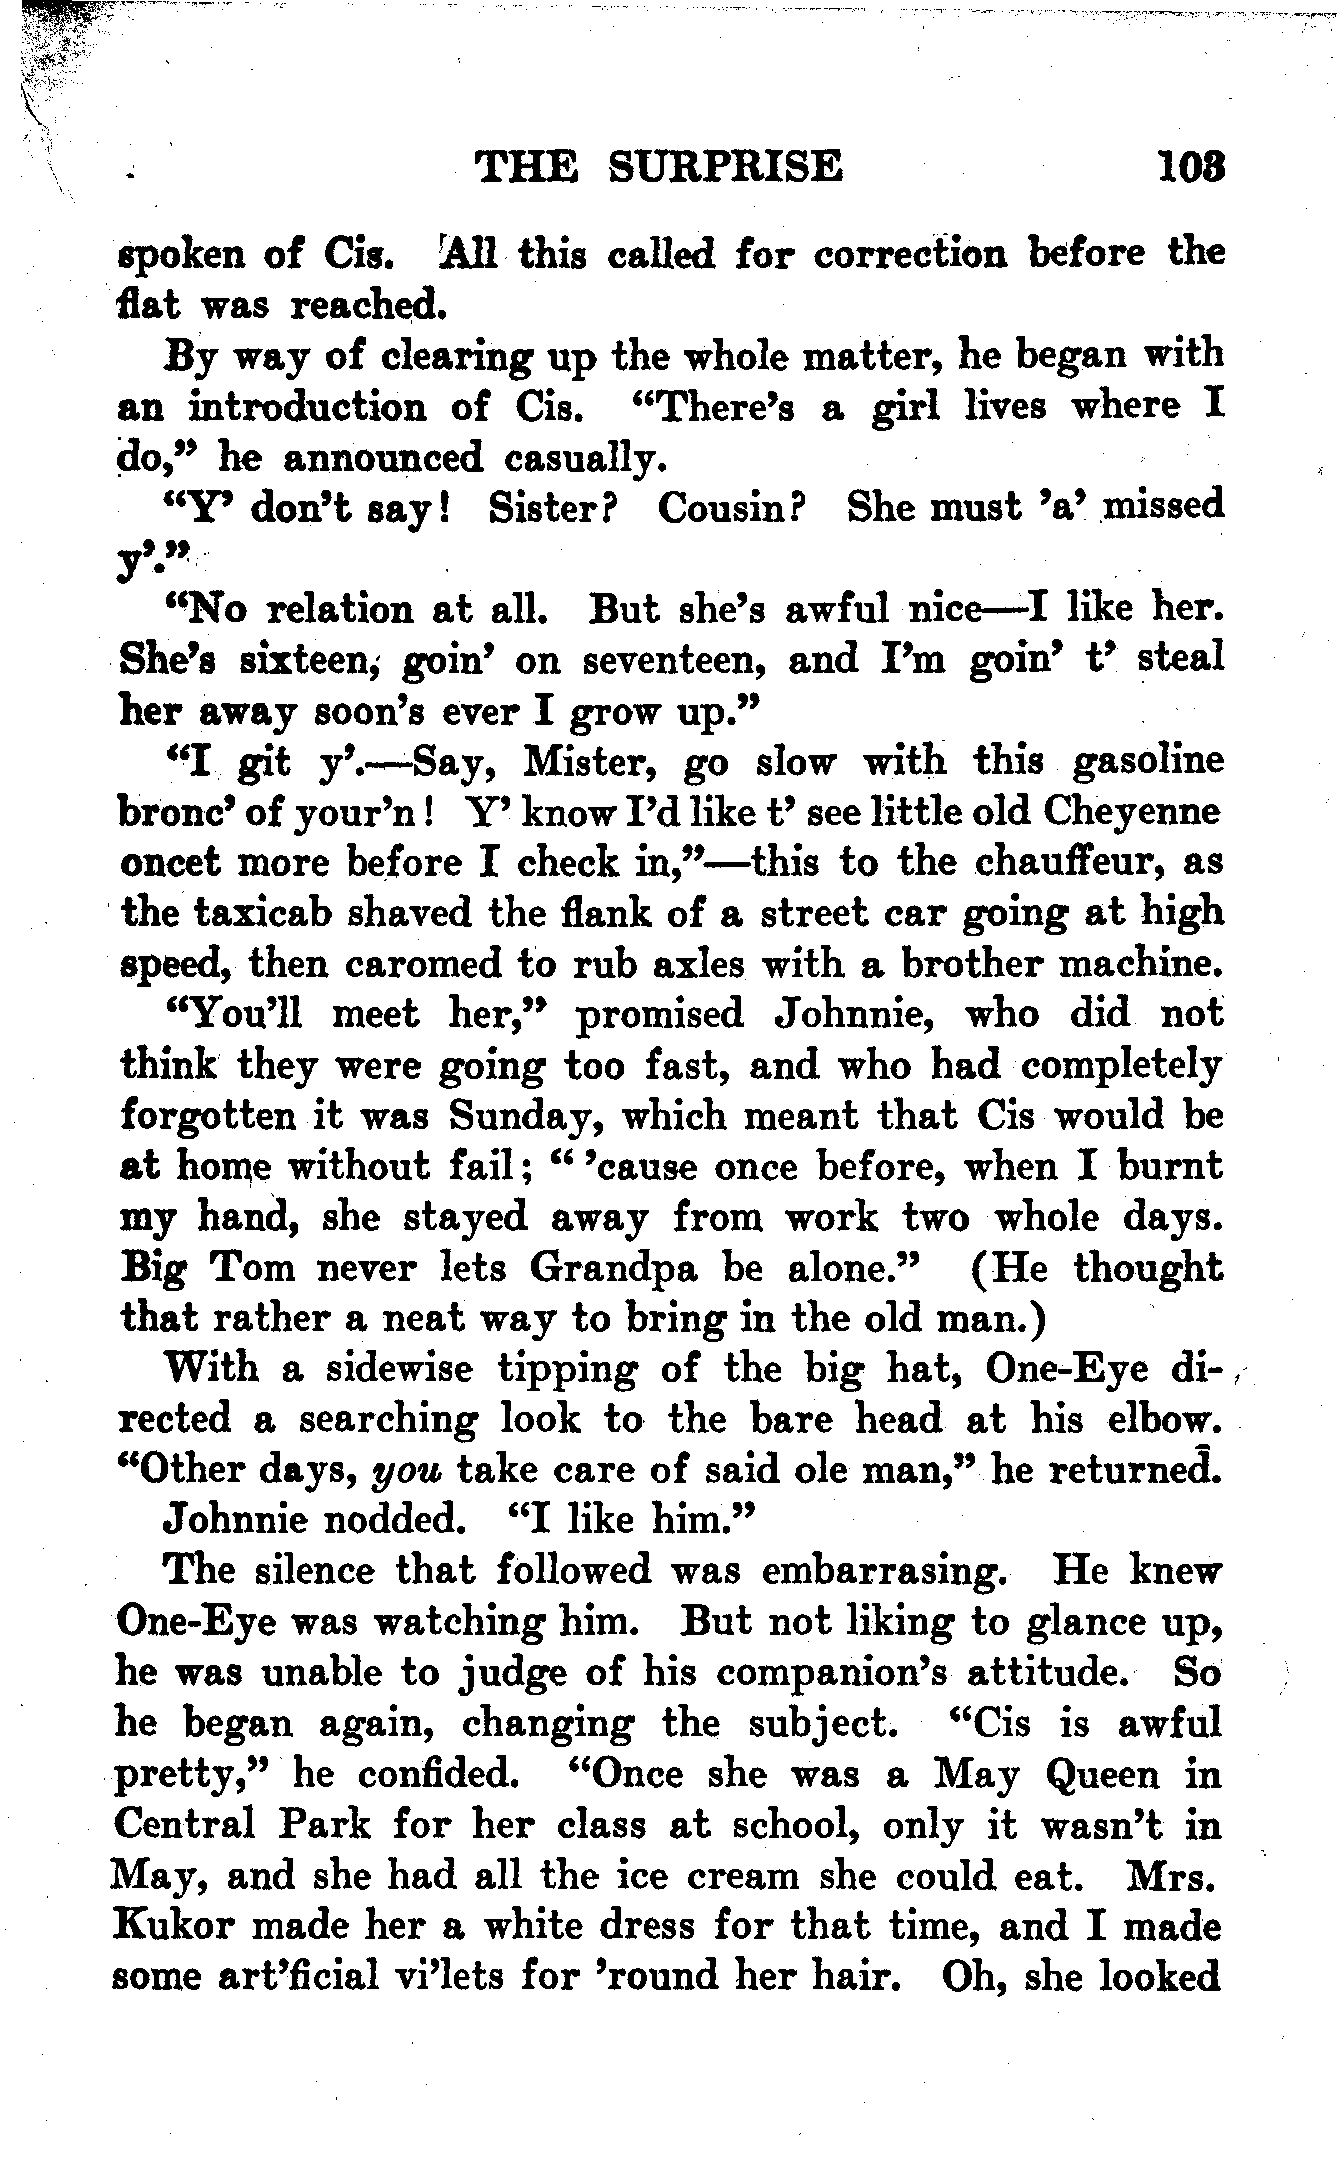 THE SURPRISE 103
spoken of Cis. All this called for correction before the
flat was reached.
By way of clearing up the whole matter, he began with
an introduction of Cis. “There’s a girl lives where I
do,” he announced casually.
“Y’ don’t say! Sister? Cousin? She must ’a’ missed
y’.”
“No relation at all. But she’s awful nice—I like her.
She’s sixteen, goin’ on seventeen, and I’m goin’ t’ steal
her away soon’s ever I grow up.”
“I git y’.—Say, Mister, go slow with this gasoline
bronc’ of your’n! Y’ know I’d like t’ see little old Cheyenne
oncet more before I check in,”—this to the chauffeur, as
the taxicab shaved the flank of a street car going at high
speed, then caromed to rub axles with a brother machine.
“You’ll meet her,” promised Johnnie, who did not
think they were going too fast, and who had completely
forgotten it was Sunday, which meant that Cis would be
at home without fail; “ ’cause once before, when I burnt
my hand, she stayed away from work two whole days.
Big Tom never lets Grandpa be alone.” (He thought
that rather a neat way to bring in the old man.)
With a sidewise tipping of the big hat, One-Eye di-
rected a searching look to the bare head at his elbow.
“Other days, you take care of said ole man,” he returned.
Johnnie nodded. “I like him.”
The silence that followed was embarrasing. He knew
One-Eye was watching him. But not liking to glance up,
he was unable to judge of his companion’s attitude. So
he began again, changing the subject. “Cis is awful
pretty,” he confided. “Once she was a May Queen in
Central Park for her class at school, only it wasn’t in
May, and she had all the ice cream she could eat. Mrs.
Kukor made her a white dress for that time, and I made
some art’ficial vi’lets for ’round her hair. Oh, she looked